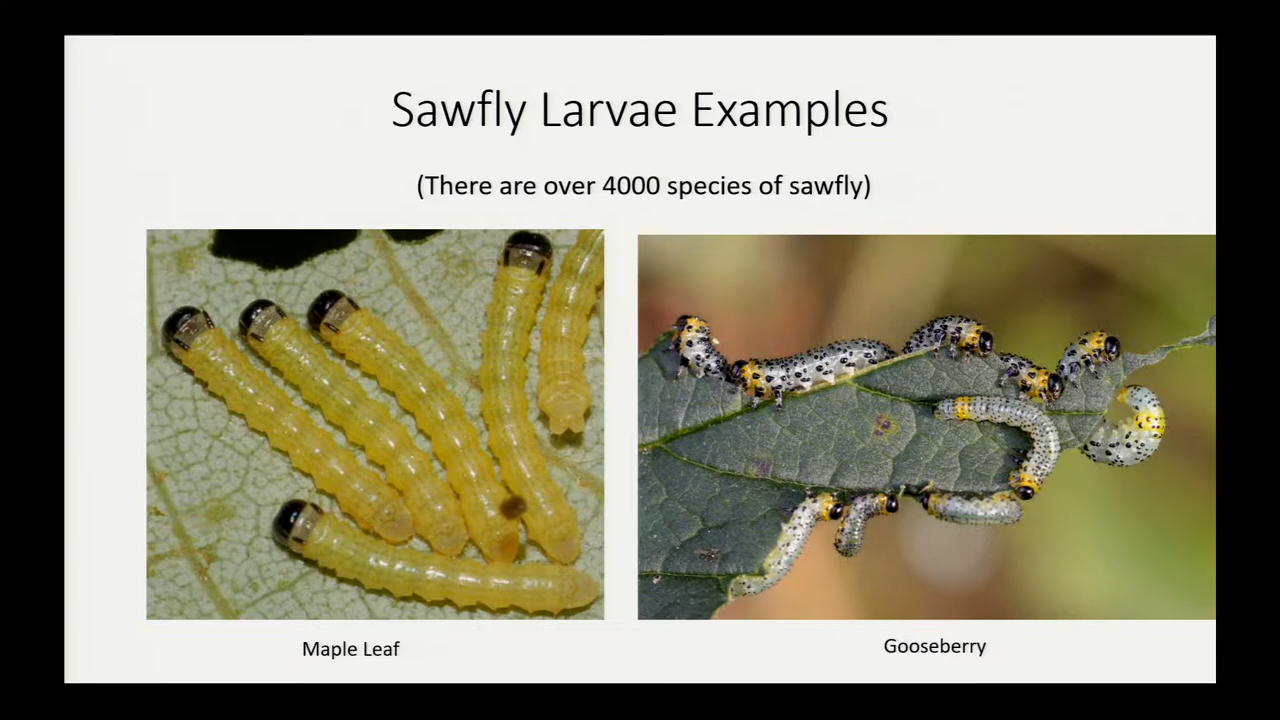 Sawfly Larvae Examples
(There are over 4000 species of sawfly)
Maple Leaf
Gooseberry